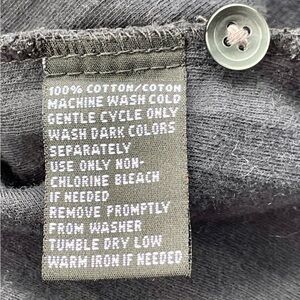 100% COTTON/COTON
MACHINE WASH COLD
GENTLE CYCLE ONLY
WASH DARK COLORS
SEPARATELY
USE ONLY NON-
CHLORINE BLEACH
IF NEEDED
REMOVE PROMPTLY
FROM WASHER
TUMBLE DRY LOW
WARM IRON IF NEEDED